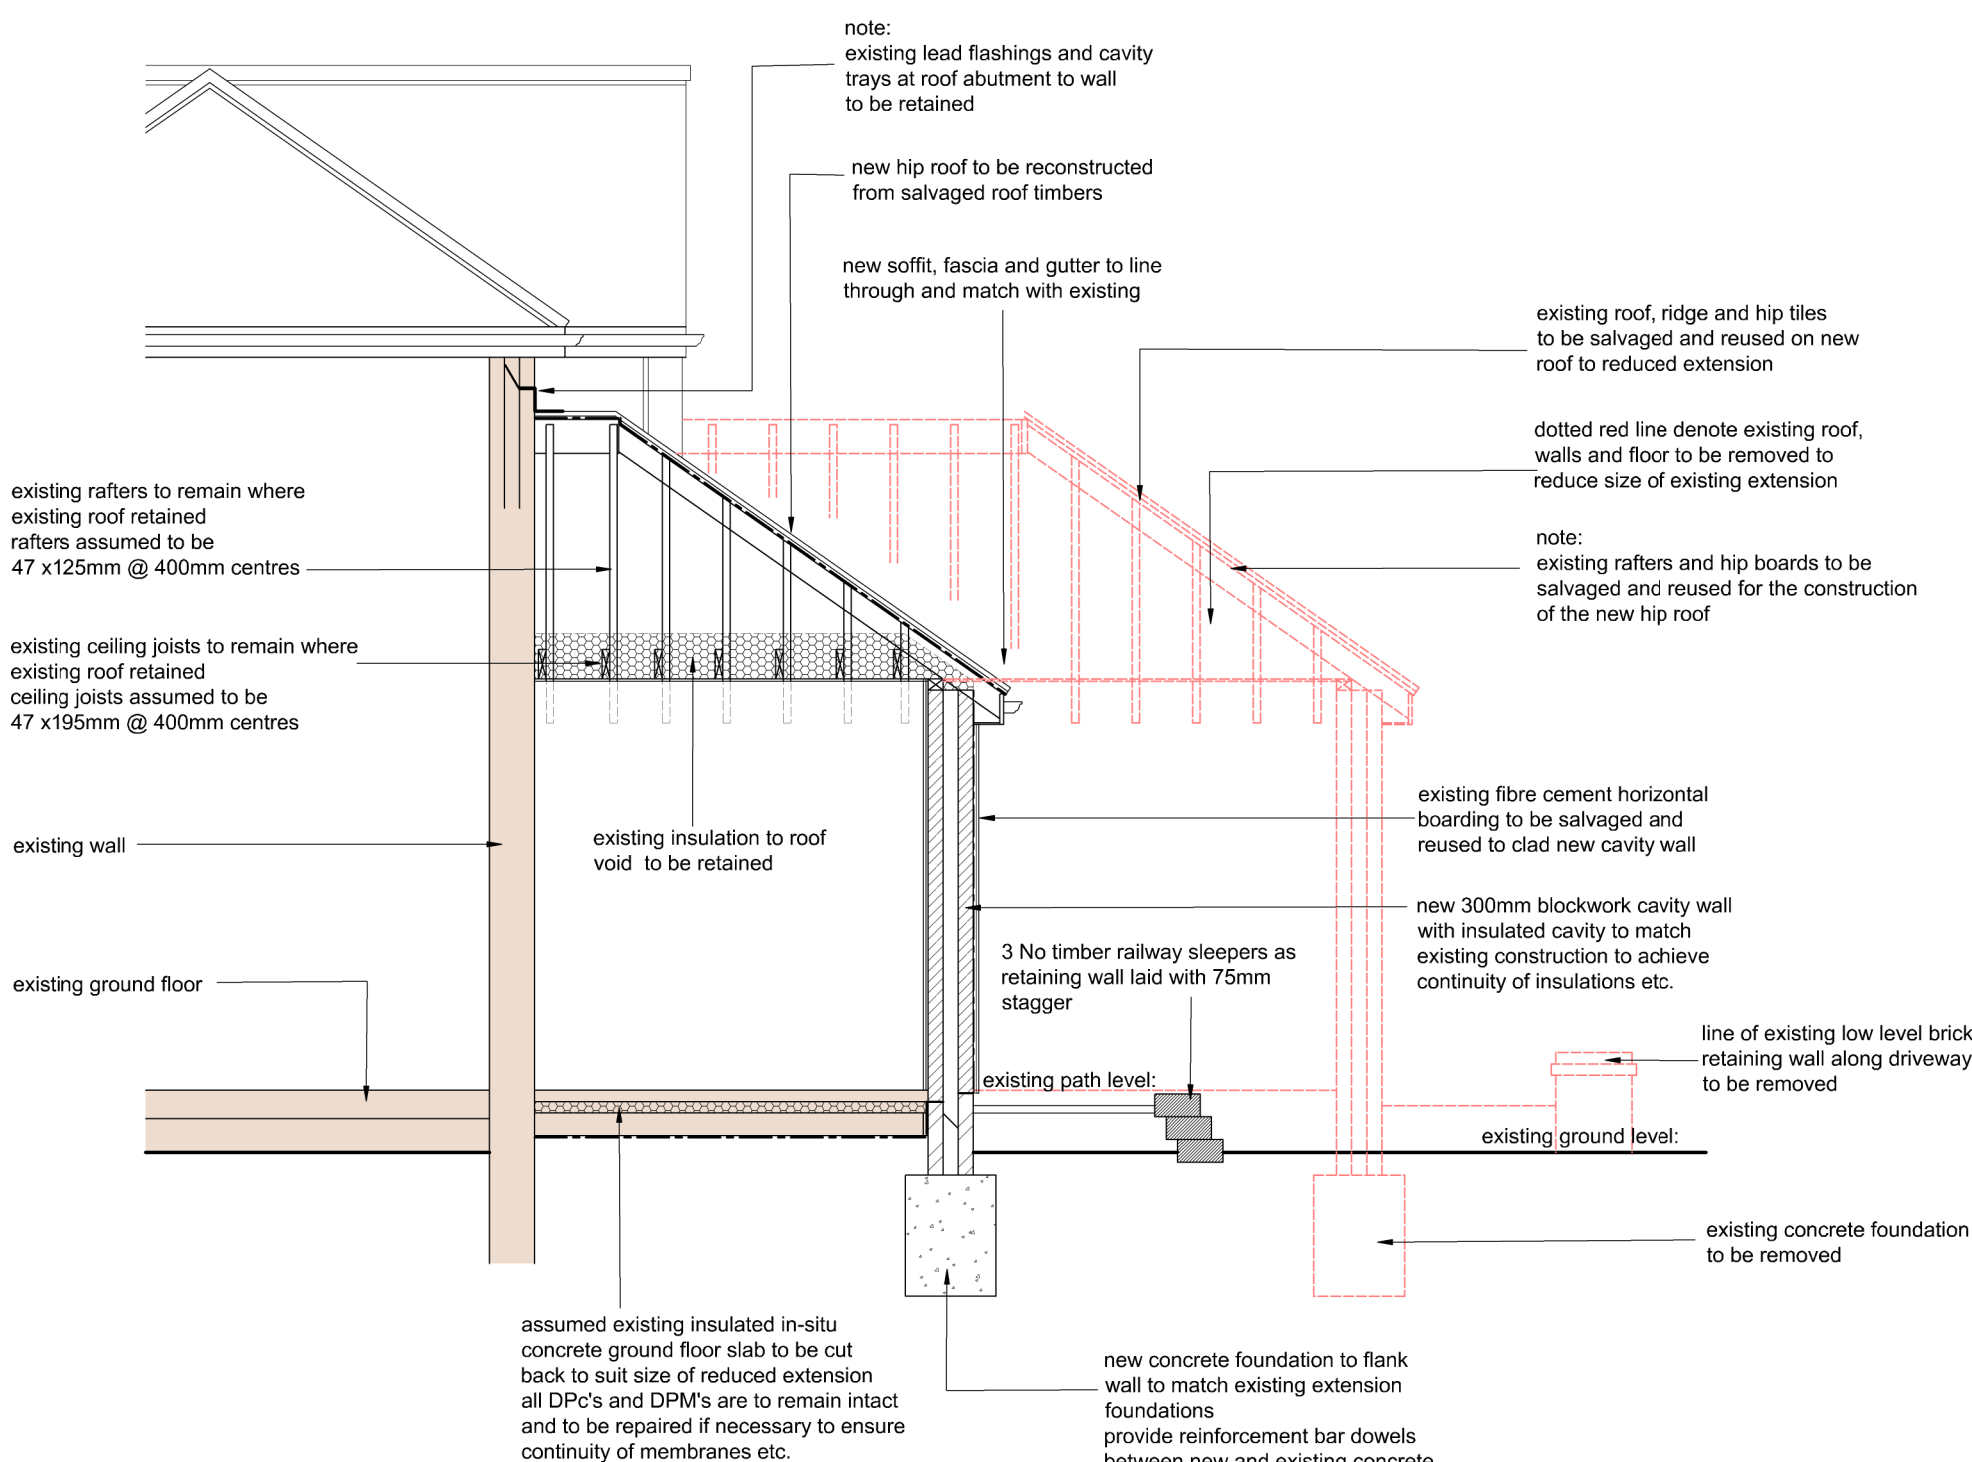 note:
existing lead flashings and cavity
trays at roof abutment to wall
to be retained
new hip roof to be reconstructed
from salvaged roof timbers
new soffit, fascia and gutter to line
through and match with existing
existing roof, ridge and hip tiles
to be salvaged and reused on new
roof to reduced extension
dotted red line denote existing roof,
walls and floor to be removed to
reduce size of existing extension
note:
existing rafters and hip boards to be
salvaged and reused for the construction
of the new hip roof
existing rafters to remain where
existing roof retained
rafters assumed to be
47 x125mm @ 400mm centres
existing ceiling joists to remain where
existing roof retained
ceiling joists assumed to be
47 x195mm @ 400mm centres
existing wall
existing insulation to roof
void to be retained
existing fibre cement horizontal
boarding to be salvaged and
reused to clad new cavity wall
new 300mm blockwork cavity wall
with insulated cavity to match
existing construction to achieve
continuity of insulations etc.
3 No timber railway sleepers as
retaining wall laid with 75mm
stagger
existing ground floor
line of existing low level brick
retaining wall along driveway
to be removed
existing path level:
existing ground level:
existing concrete foundation
to be removed
assumed existing insulated in-situ
concrete ground floor slab to be cut
back to suit size of reduced extension
all DPc's and DPM's are to remain intact
and to be repaired if necessary to ensure
continuity of membranes etc.
new concrete foundation to flank
wall to match existing extension
foundations
provide reinforcement bar dowels
between new and existing concrete